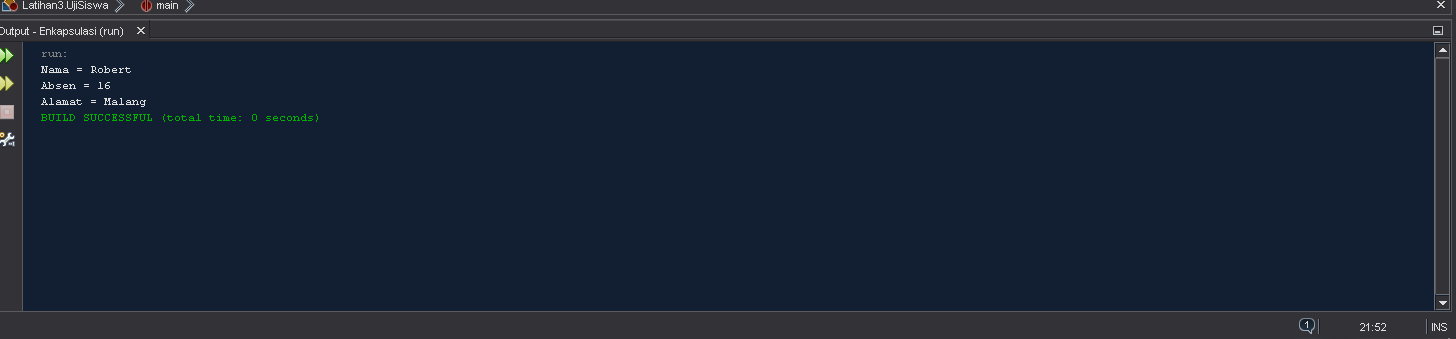 Latihan3.UjiSiswa main
Output - Enkapsulasi (run)
run:
Nama = Robert
Absen = 16
Alamat = Malang
BUILD SUCCESSFUL (total time: 0 seconds)
1 21:52 INS